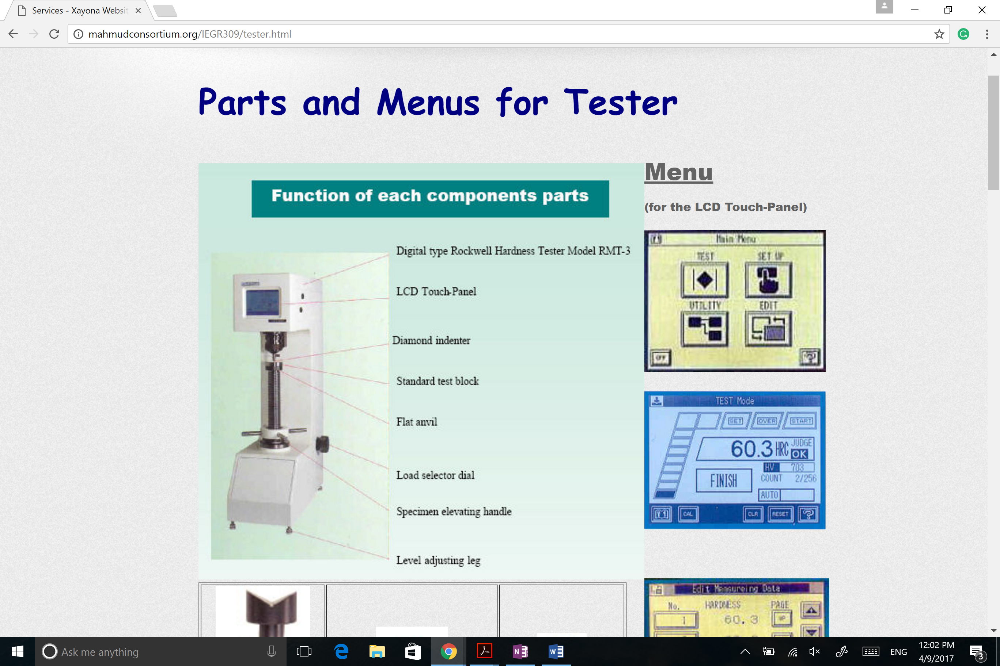 Services - Xayona Websit
mahmudconsortium.org/IEGR309/tester.html
Parts and Menus for Tester
Function of each components parts
Digital type Rockwell Hardness Tester Model RMT-3
LCD Touch-Panel
Diamond indenter
Standard test block
Flat anvil
Load selector dial
Specimen elevating handle
Level adjusting leg
Menu
(for the LCD Touch-Panel)
Main Menu
TEST SET UP
UTILITY EDIT
OFF
TEST Mode
SET OVER START
60.3 HRC JUDGE
OK
HV 703
FINISH COUNT 2/256
AUTO
CAL CLR RESET
Edit Measureing Data
No. HARDNESS PAGE
1 60.3 UP
Ask me anything
ENG
12:02 PM
4/9/2017
3